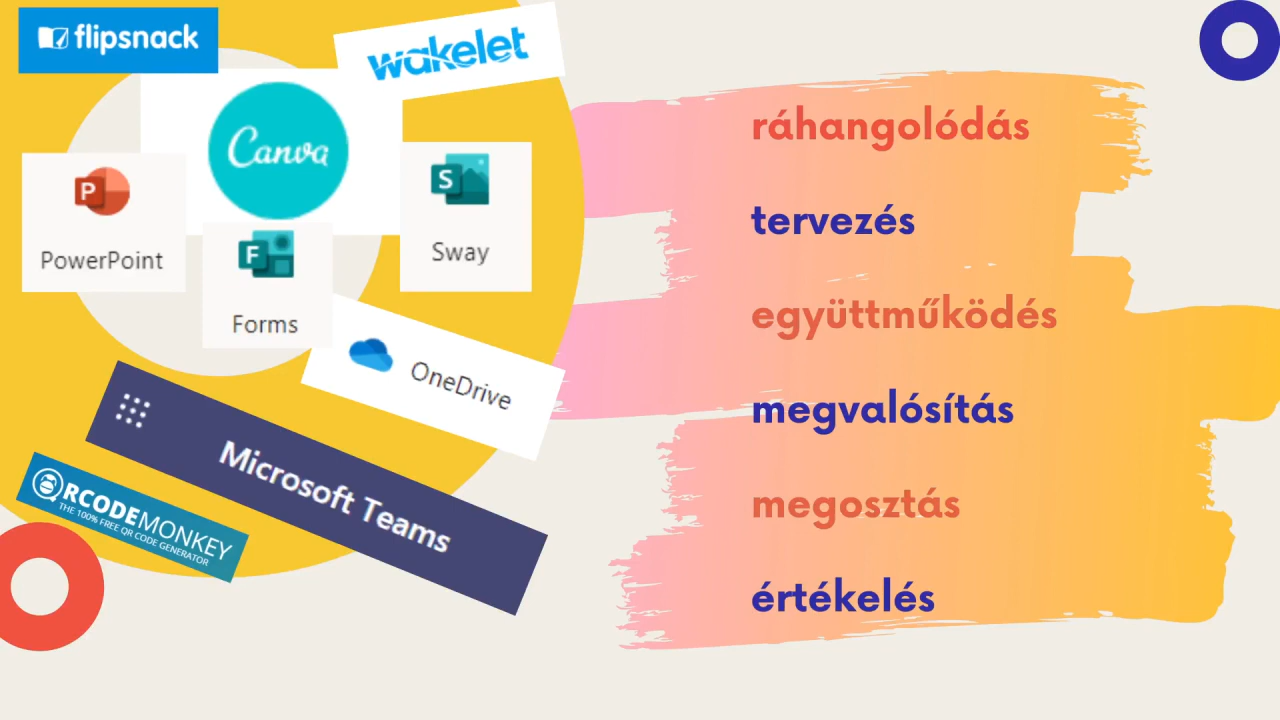 flipsnack
wakelet
Canva
P
PowerPoint
S
Sway
F
Forms
OneDrive
Microsoft Teams
QRCODEMONKEY
THE 100% FREE QR CODE GENERATOR
ráhangolódás
tervezés
együttműködés
megvalósítás
megosztás
értékelés